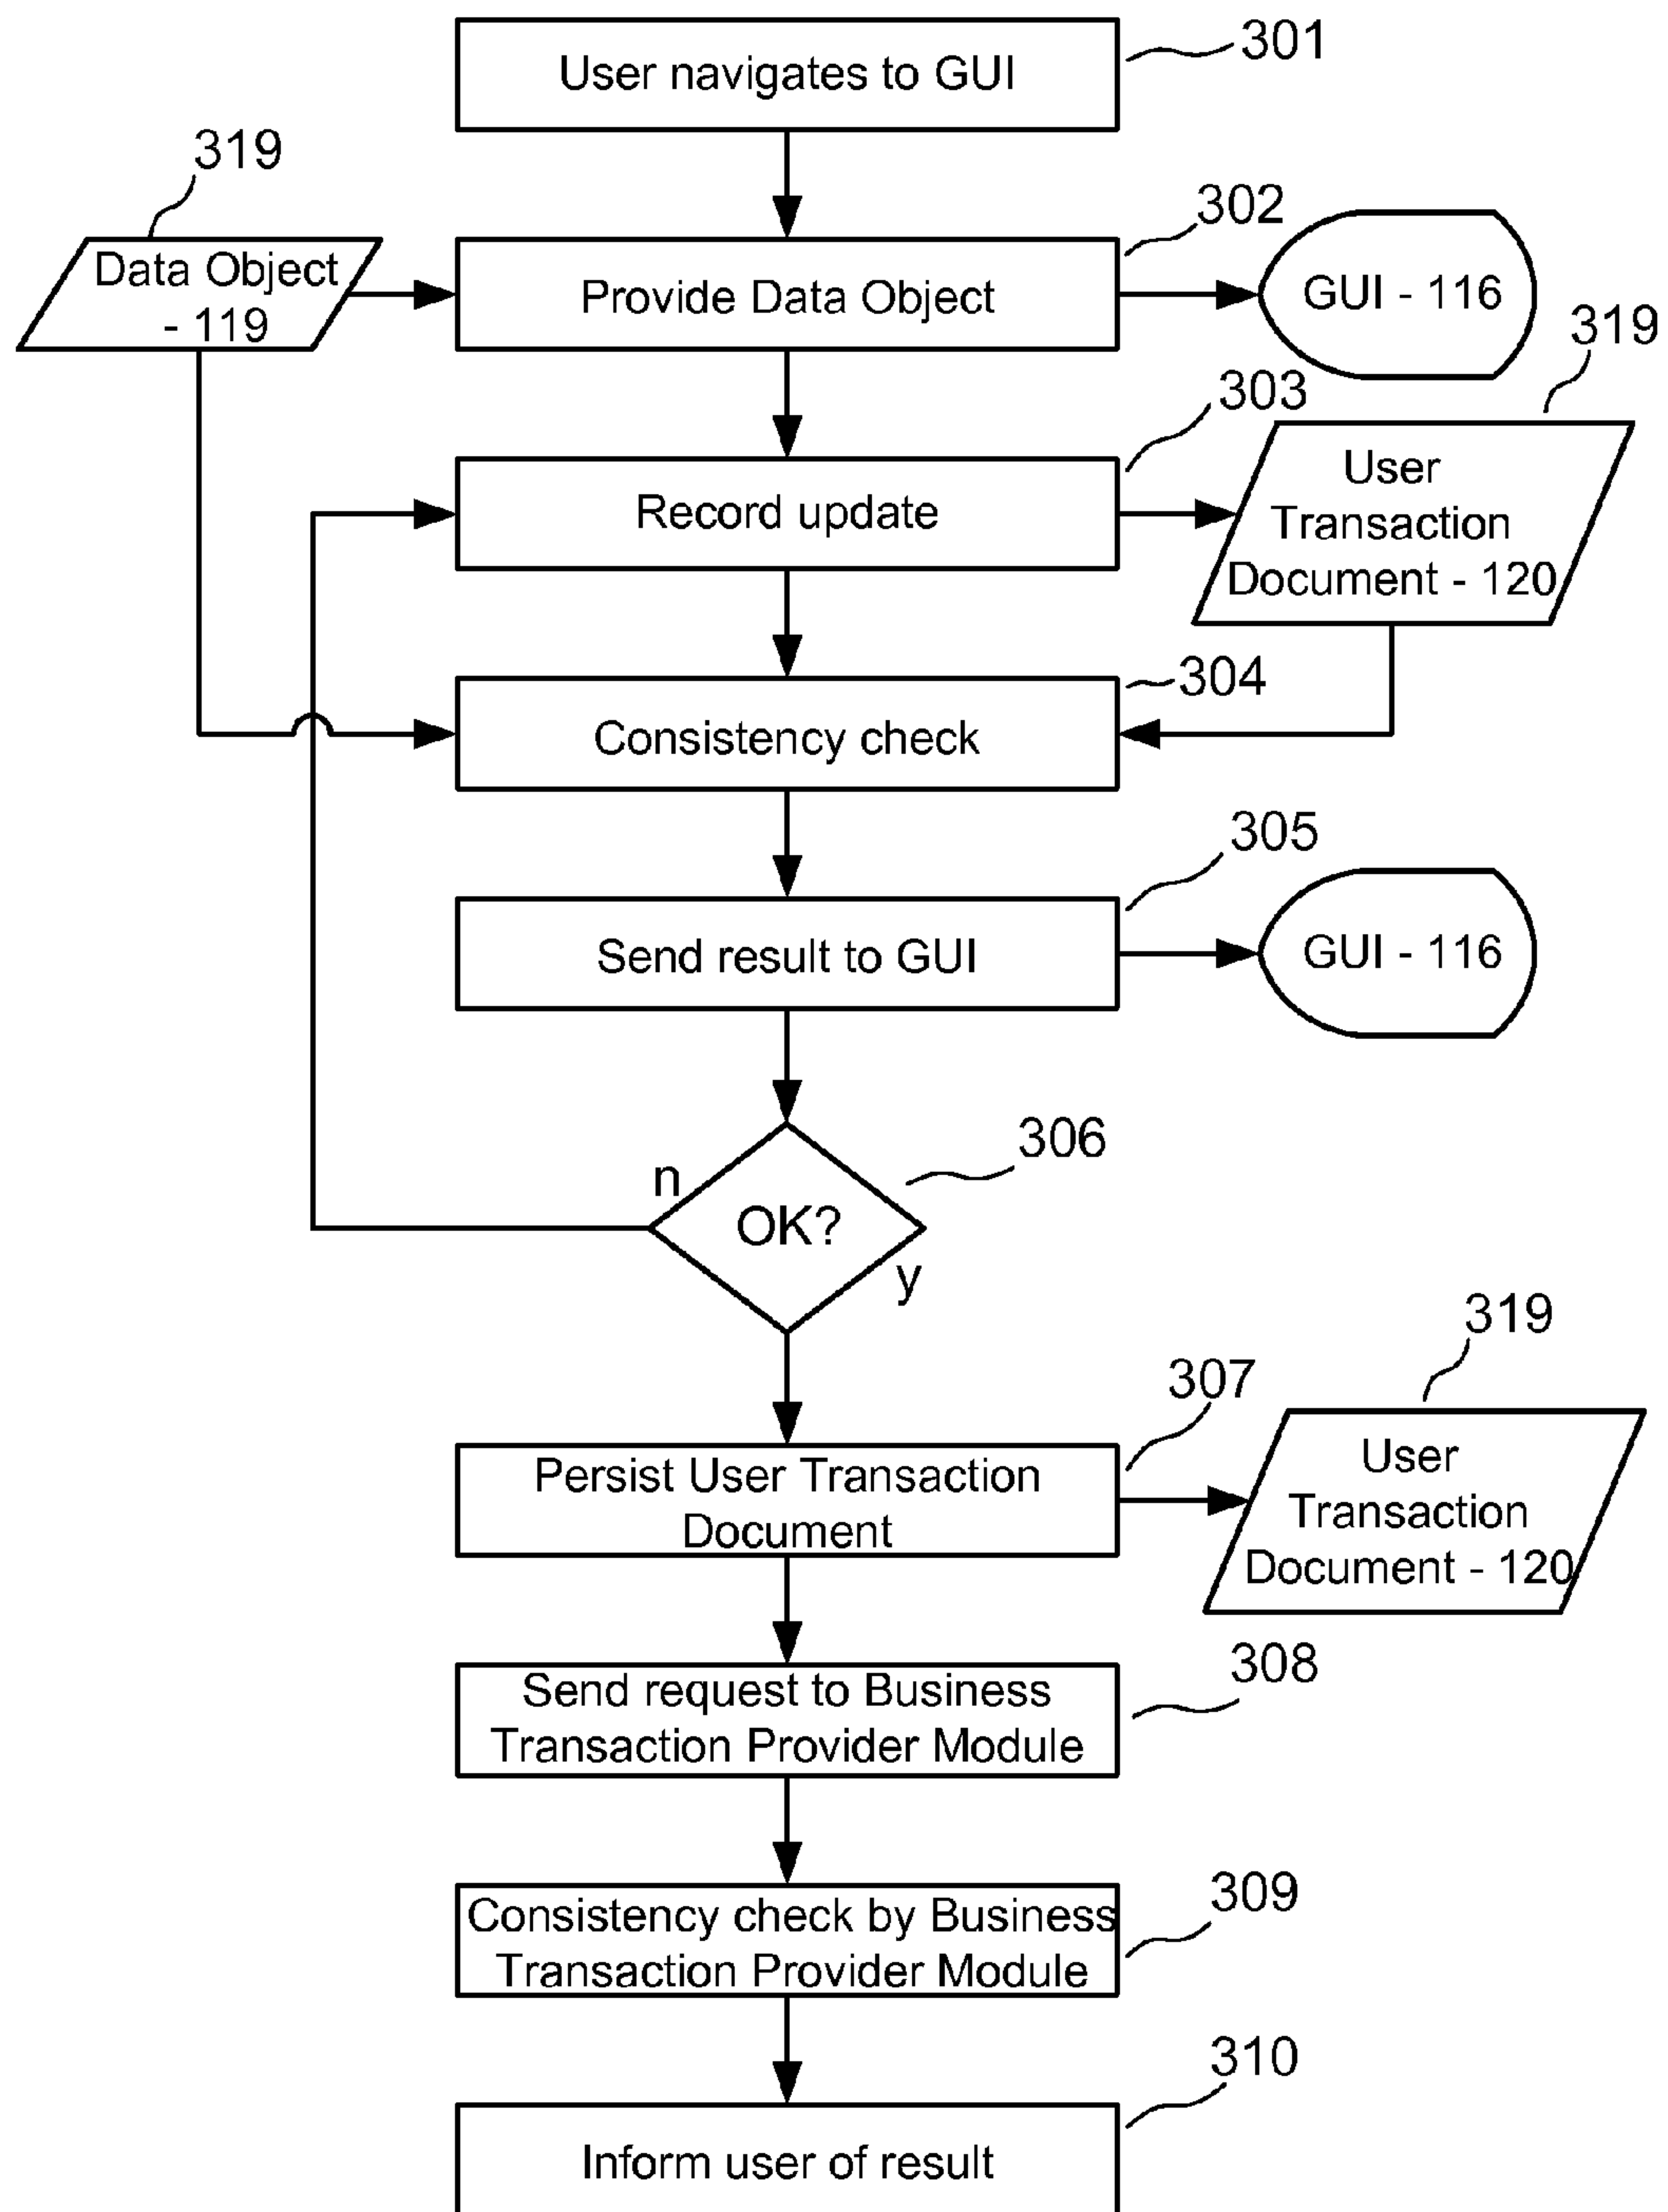 301
User navigates to GUI
319
302
Data Object
- 119
Provide Data Object
GUI - 116
319
303
Record update
User
Transaction
Document - 120
304
Consistency check
305
Send result to GUI
GUI - 116
306
n
OK?
y
319
307
Persist User Transaction
Document
User
Transaction
Document - 120
308
Send request to Business
Transaction Provider Module
309
Consistency check by Business
Transaction Provider Module
310
Inform user of result